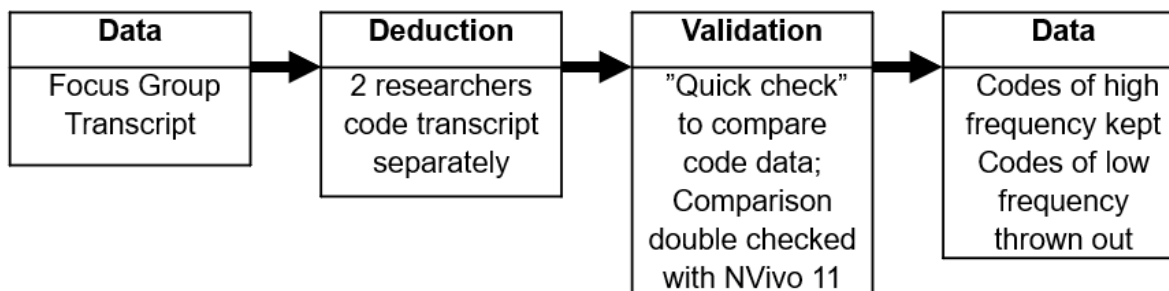 Data
Focus Group
Transcript
Deduction
2 researchers
code transcript
separately
Validation
”Quick check”
to compare
code data;
Comparison
double checked
with NVivo 11
Data
Codes of high
frequency kept
Codes of low
frequency
thrown out